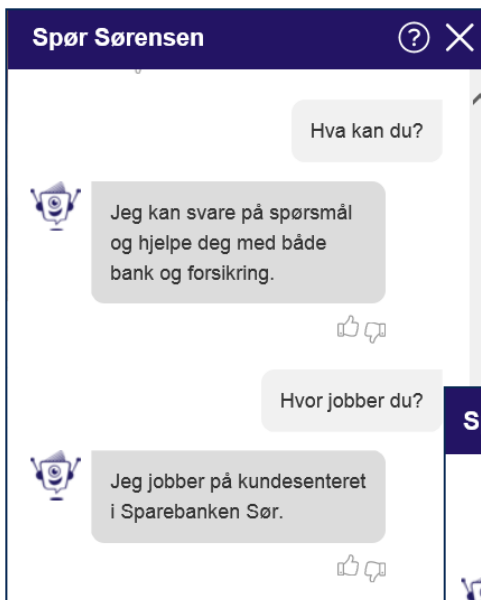 Spør Sørensen
Hva kan du?
Jeg kan svare på spørsmål
og hjelpe deg med både
bank og forsikring.
Hvor jobber du?
S
Jeg jobber på kundesenteret
i Sparebanken Sør.